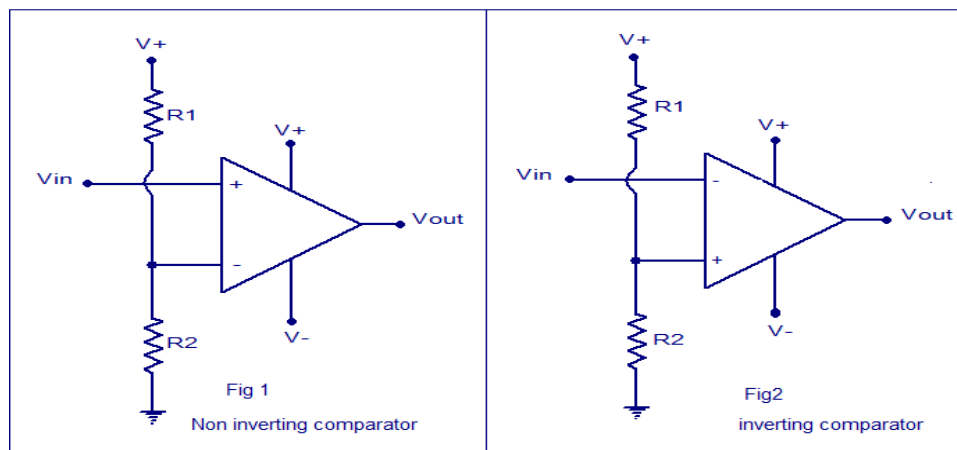 V+
R1
V+
Vin
+
Vout
-
R2
V-
Fig 1
Non inverting comparator
V+
R1
V+
Vin
-
Vout
+
R2
V-
Fig2
inverting comparator